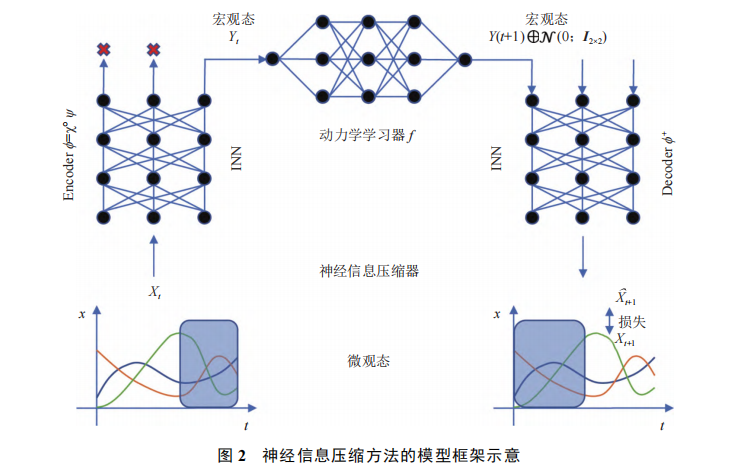 宏观态
Y_t
宏观态
Y(t+1)⊕𝒩(0; I_{2×2})
Encoder ϕ=χ°ψ
INN
动力学学习器 f
INN
Decoder ϕ⁺
神经信息压缩器
X_t
x
t
微观态
x
X̂_{t+1}
损失
X_{t+1}
t
图 2 神经信息压缩方法的模型框架示意